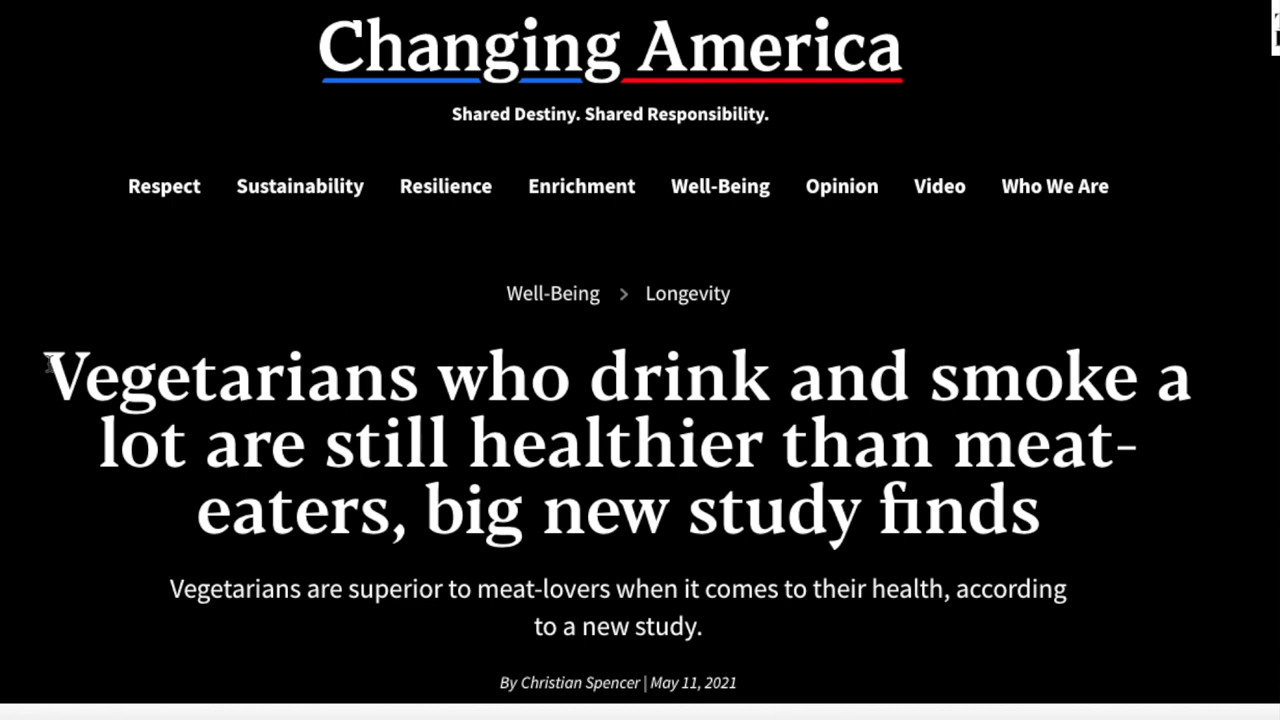 Changing America
Shared Destiny. Shared Responsibility.
Respect Sustainability Resilience Enrichment Well-Being Opinion Video Who We Are
Well-Being > Longevity
Vegetarians who drink and smoke a
lot are still healthier than meat-
eaters, big new study finds
Vegetarians are superior to meat-lovers when it comes to their health, according
to a new study.
By Christian Spencer | May 11, 2021